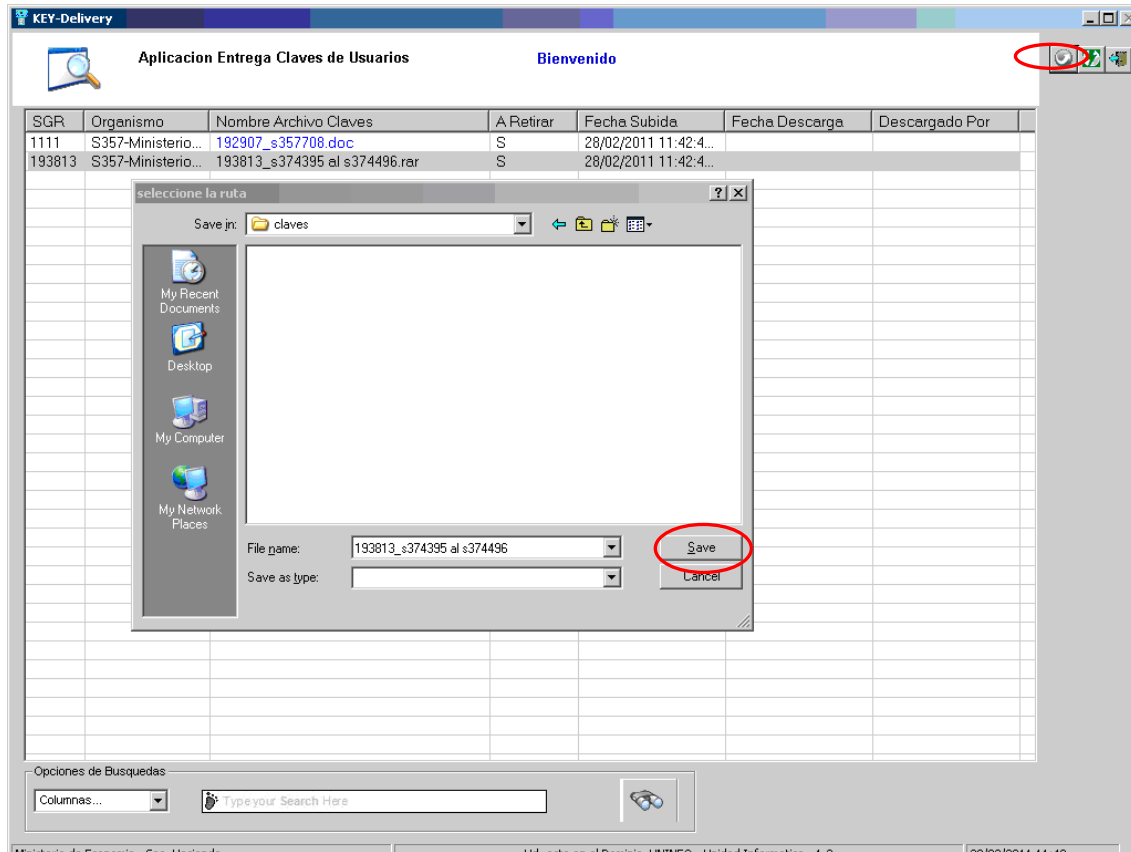 KEY-Delivery
Aplicacion Entrega Claves de Usuarios Bienvenido
SGR Organismo Nombre Archivo Claves A Retirar Fecha Subida Fecha Descarga Descargado Por
1111 S357-Ministerio... 192907_s357708.doc S 28/02/2011 11:42:4...
193813 S357-Ministerio... 193813_s374395 al s374496.rar S 28/02/2011 11:42:4...
seleccione la ruta
Save in: claves
My Recent
Documents
Desktop
My Computer
My Network
Places
File name: 193813_s374395 al s374496 Save
Save as type: Cancel
Opciones de Busquedas
Columnas... Type your Search Here